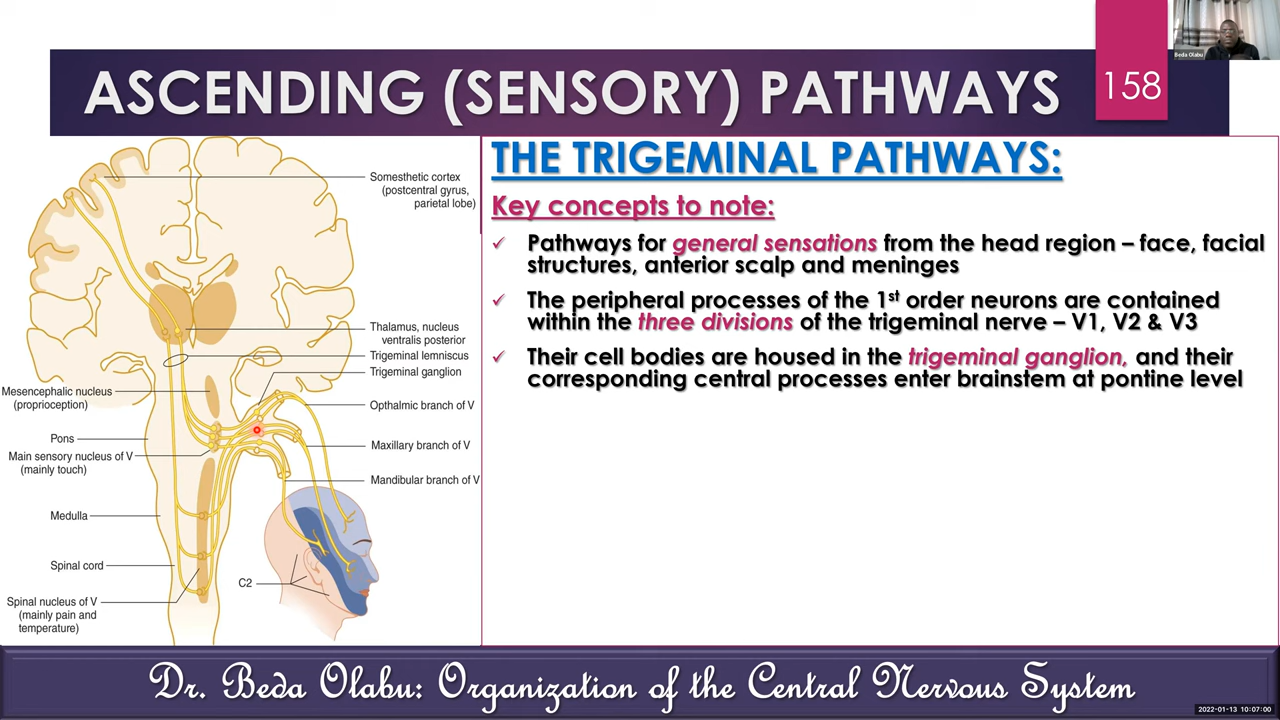 Beda Olabu
ASCENDING (SENSORY) PATHWAYS
158
THE TRIGEMINAL PATHWAYS:
Key concepts to note:
✓ Pathways for general sensations from the head region – face, facial
structures, anterior scalp and meninges
✓ The peripheral processes of the 1st order neurons are contained
within the three divisions of the trigeminal nerve – V1, V2 & V3
✓ Their cell bodies are housed in the trigeminal ganglion, and their
corresponding central processes enter brainstem at pontine level
Somesthetic cortex
(postcentral gyrus,
parietal lobe)
Thalamus, nucleus
ventralis posterior
Trigeminal lemniscus
Trigeminal ganglion
Opthalmic branch of V
Maxillary branch of V
Mandibular branch of V
Mesencephalic nucleus
(proprioception)
Pons
Main sensory nucleus of V
(mainly touch)
Medulla
Spinal cord
Spinal nucleus of V
(mainly pain and
temperature)
C2
Dr. Beda Olabu: Organization of the Central Nervous System
2022-01-13 10:07:00